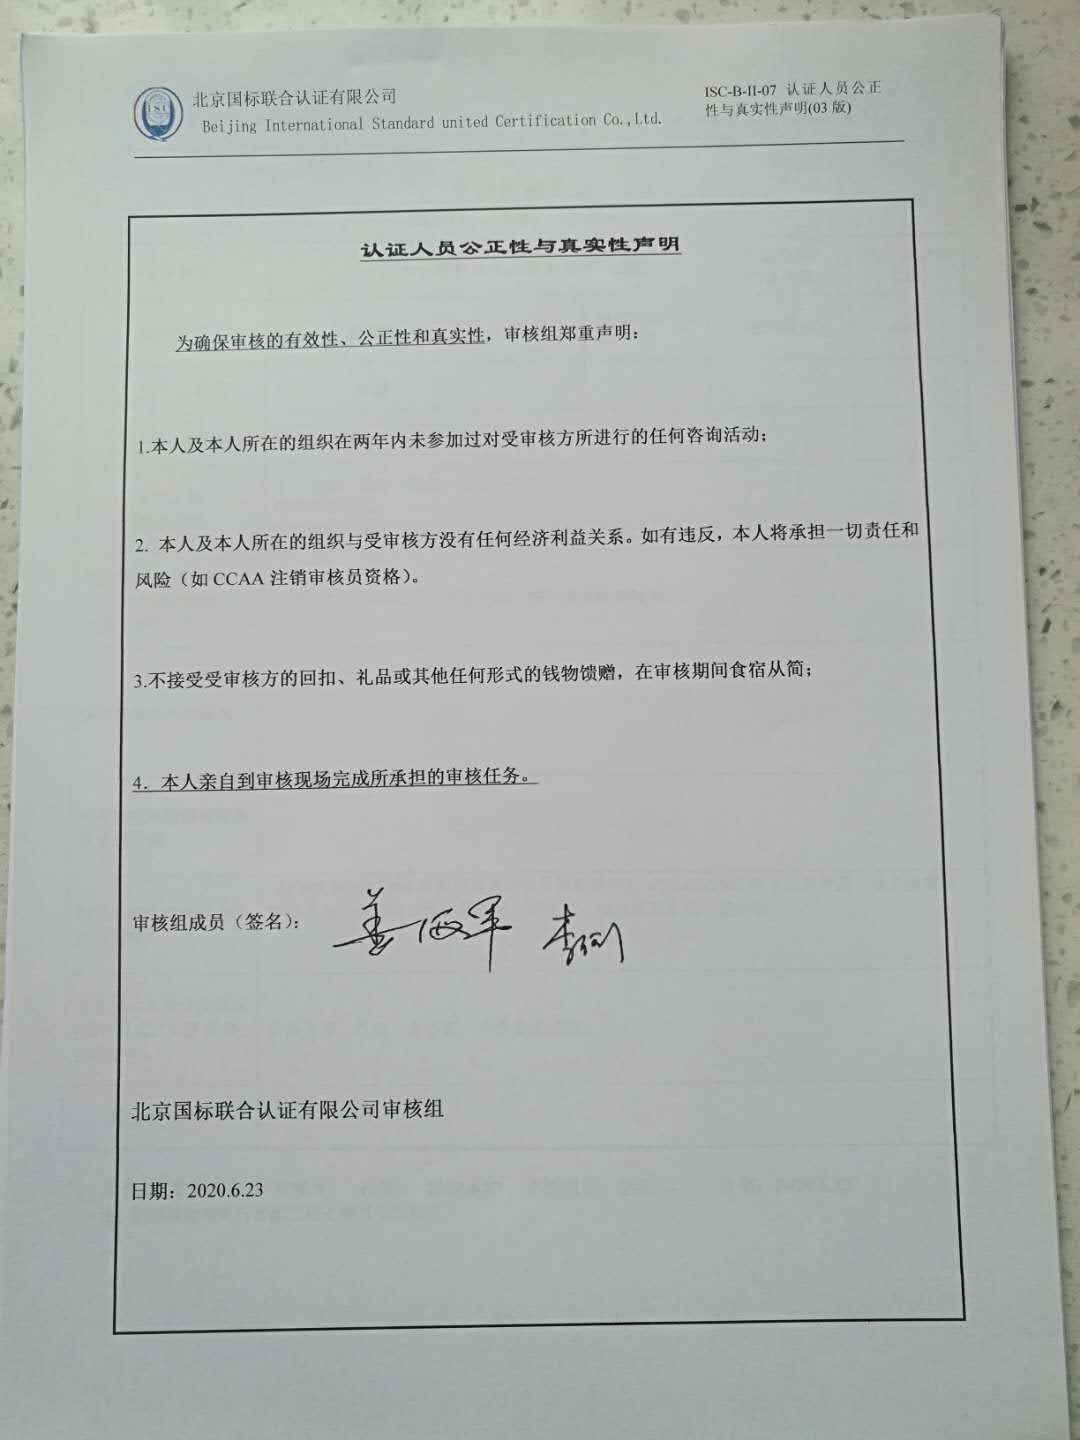 北京国标联合认证有限公司
Beijing International Standard united Certification Co.,Ltd.
ISC-B-II-07 认证人员公正
性与真实性声明(03 版)
ISC
认证人员公正性与真实性声明
为确保审核的有效性、公正性和真实性，审核组郑重声明：
1.本人及本人所在的组织在两年内未参加过对受审核方所进行的任何咨询活动；
2. 本人及本人所在的组织与受审核方没有任何经济利益关系。如有违反，本人将承担一切责任和
风险（如 CCAA 注销审核员资格）。
3.不接受受审核方的回扣、礼品或其他任何形式的钱物馈赠，在审核期间食宿从简；
4．本人亲自到审核现场完成所承担的审核任务。
审核组成员（签名）： 姜海军
北京国标联合认证有限公司审核组
日期：2020.6.23